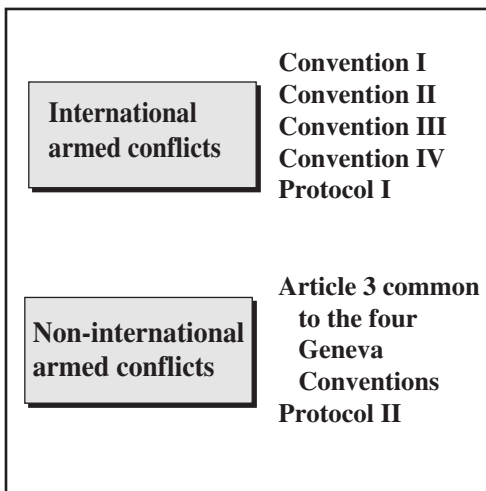 International
armed conflicts
Convention I
Convention II
Convention III
Convention IV
Protocol I
Non-international
armed conflicts
Article 3 common
to the four
Geneva
Conventions
Protocol II